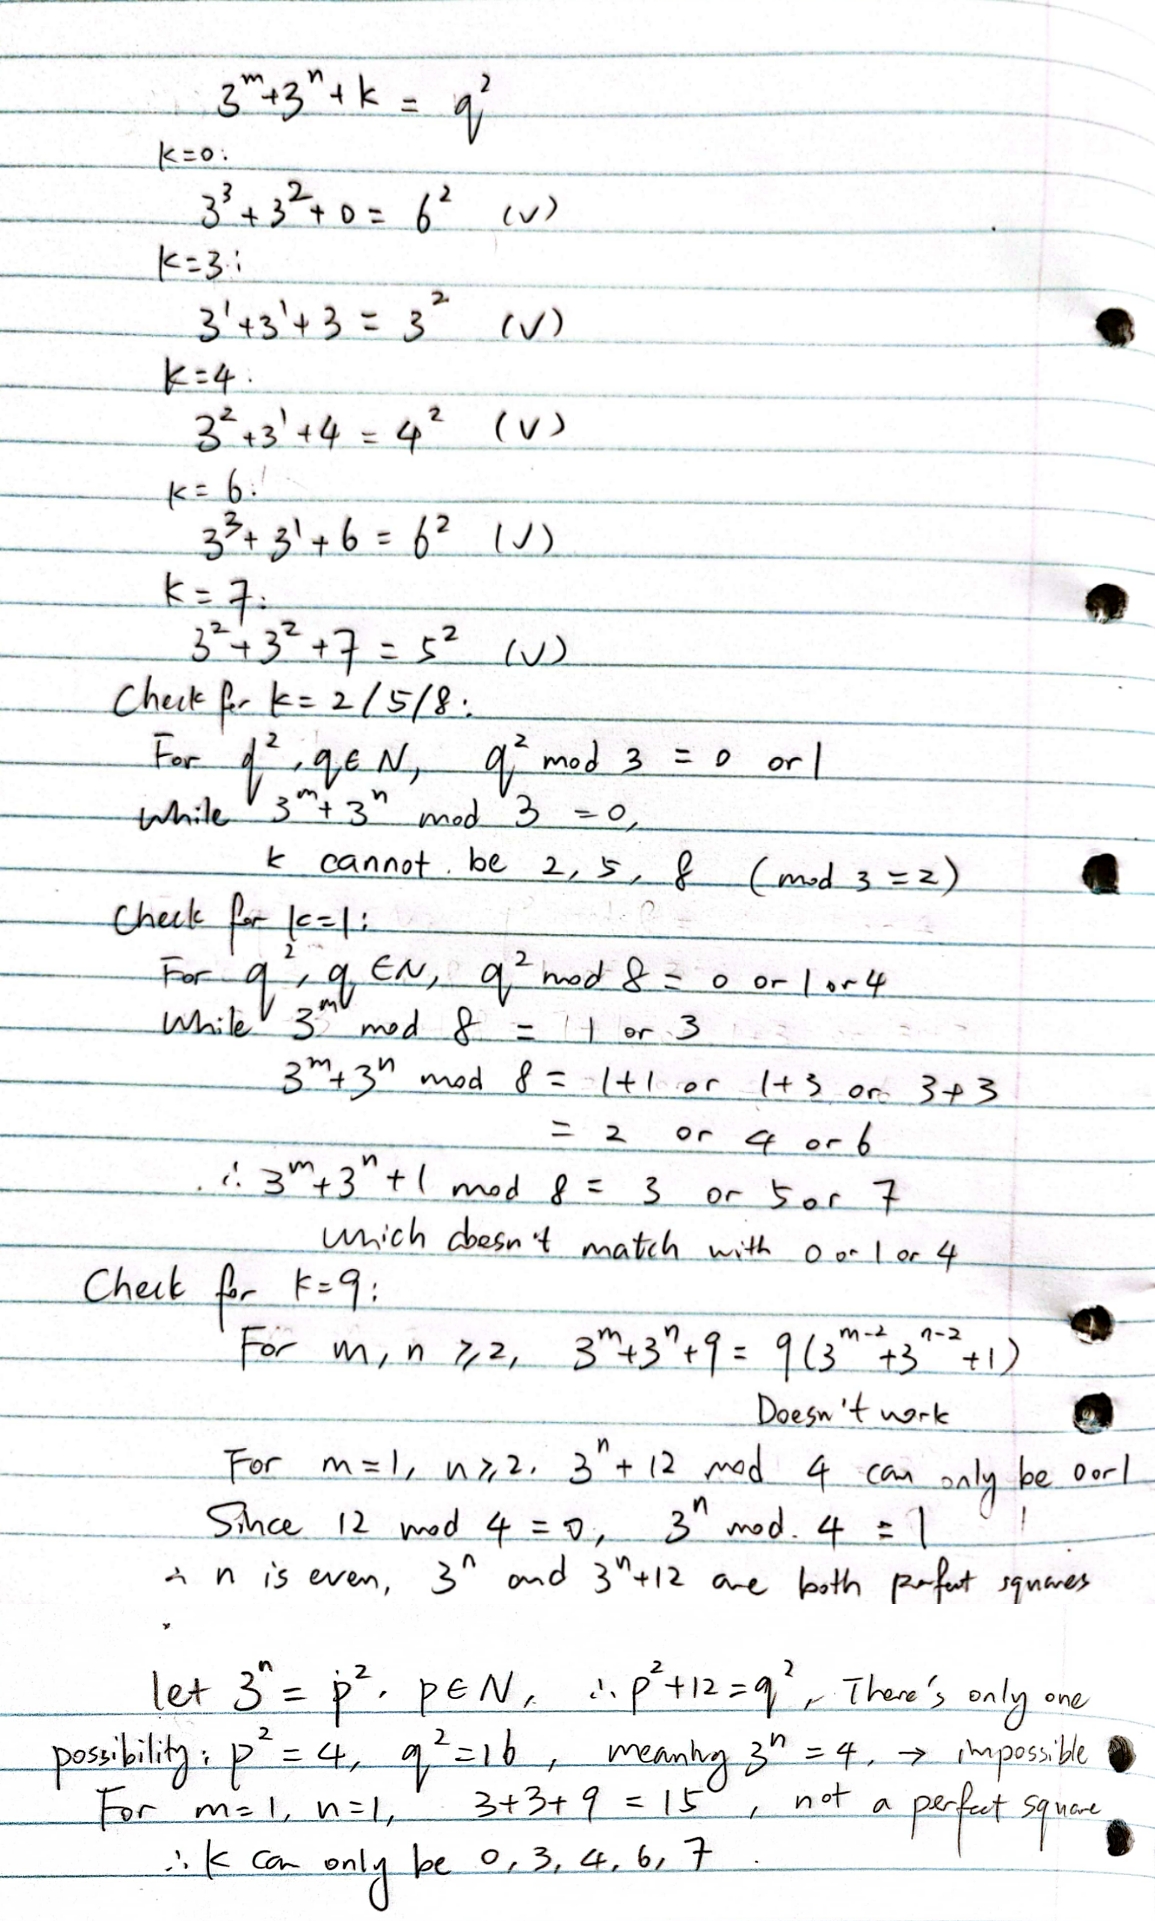 3^m+3^n+k = q^2
k=0:
3^3+3^2+0= 6^2 (√)
k=3:
3^1+3^1+3 = 3^2 (√)
k=4:
3^2+3^1+4 = 4^2 (√)
k= 6:
3^3+3^1+6 = 6^2 (√)
k= 7:
3^2+3^2+7 = 5^2 (√)
Check for k= 2/5/8:
For q^2, q∈N, q^2 mod 3 = 0 or 1
While 3^m+3^n mod 3 =0,
k cannot be 2, 5, 8 (mod 3 =2)
Check for k=1:
For q^2, q∈N, q^2 mod 8 = 0 or 1 or 4
While 3^m mod 8 = 1 or 3
3^m+3^n mod 8 = 1+1 or 1+3 or 3+3
= 2 or 4 or 6
∴ 3^m+3^n+1 mod 8 = 3 or 5 or 7
which doesn't match with 0 or 1 or 4
Check for k=9:
For m, n ≥2, 3^m+3^n+9 = 9(3^{m-2}+3^{n-2}+1)
Doesn't work
For m=1, n≥2. 3^n+12 mod 4 can only be 0 or 1
Since 12 mod 4 =0, 3^n mod. 4 =1
∴ n is even, 3^n and 3^n+12 are both perfect squares
let 3^n = p^2. p∈N, ∴ p^2+12=q^2, There's only one
possibility: p^2=4, q^2=16, meaning 3^n =4, → impossible
For m=1, n=1, 3+3+9 = 15, not a perfect square
∴ k can only be 0, 3, 4, 6, 7.